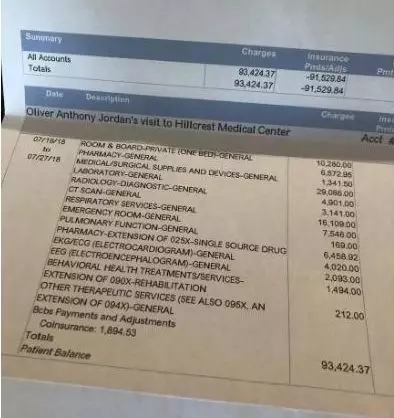 Summary
Charges Insurance Pmts/Adjs Pmt
All Accounts 93,424.37 -91,529.84
Totals 93,424.37 -91,529.84
Date Description Charges
Oliver Anthony Jordan's visit to Hillcrest Medical Center Acct #
07/18/18 ROOM & BOARD-PRIVATE (ONE BED)-GENERAL 10,280.00
to PHARMACY-GENERAL 6,572.95
07/27/18 MEDICAL/SURGICAL SUPPLIES AND DEVICES-GENERAL 1,341.50
LABORATORY-GENERAL 29,086.00
RADIOLOGY-DIAGNOSTIC-GENERAL 4,901.00
CT SCAN-GENERAL 3,141.00
RESPIRATORY SERVICES-GENERAL 16,109.00
EMERGENCY ROOM-GENERAL 7,546.00
PULMONARY FUNCTION-GENERAL 169.00
PHARMACY-EXTENSION OF 025X-SINGLE SOURCE DRUG 6,458.92
EKG/ECG (ELECTROCARDIOGRAM)-GENERAL 4,020.00
EEG (ELECTROENCEPHALOGRAM)-GENERAL 2,093.00
BEHAVIORAL HEALTH TREATMENTS/SERVICES- 1,494.00
EXTENSION OF 090X-REHABILITATION
OTHER THERAPEUTIC SERVICES (SEE ALSO 095X, AN 212.00
EXTENSION OF 094X)-GENERAL
Bcbs Payments and Adjustments
Coinsurance: 1,894.53
Totals 93,424.37
Patient Balance